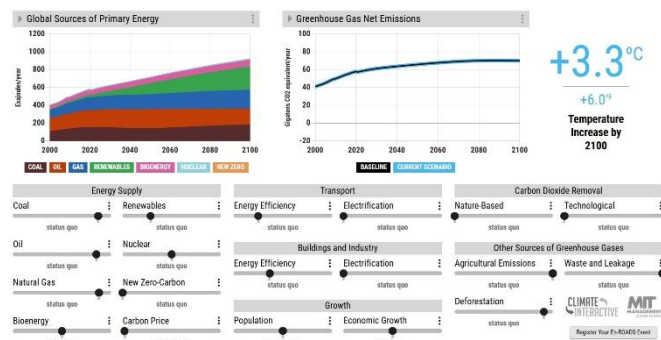 Global Sources of Primary Energy
Exajoules/year
1200
1000
800
600
400
200
0
2000 2020 2040 2060 2080 2100
COAL OIL GAS RENEWABLES BIOENERGY NUCLEAR NEW ZERO
Greenhouse Gas Net Emissions
Gigatons CO2 equivalent/year
100
80
60
40
20
0
-20
2000 2020 2040 2060 2080 2100
BASELINE CURRENT SCENARIO
+3.3°C
+6.0°F
Temperature
Increase by
2100
Energy Supply
Coal Renewables
status quo status quo
Oil Nuclear
status quo status quo
Natural Gas New Zero-Carbon
status quo status quo
Bioenergy Carbon Price
Transport
Energy Efficiency Electrification
status quo status quo
Buildings and Industry
Energy Efficiency Electrification
status quo status quo
Growth
Population Economic Growth
Carbon Dioxide Removal
Nature-Based Technological
status quo status quo
Other Sources of Greenhouse Gases
Agricultural Emissions Waste and Leakage
status quo status quo
Deforestation
status quo
CLIMATE
INTERACTIVE
MIT
MANAGEMENT
Register Your En-ROADS Event